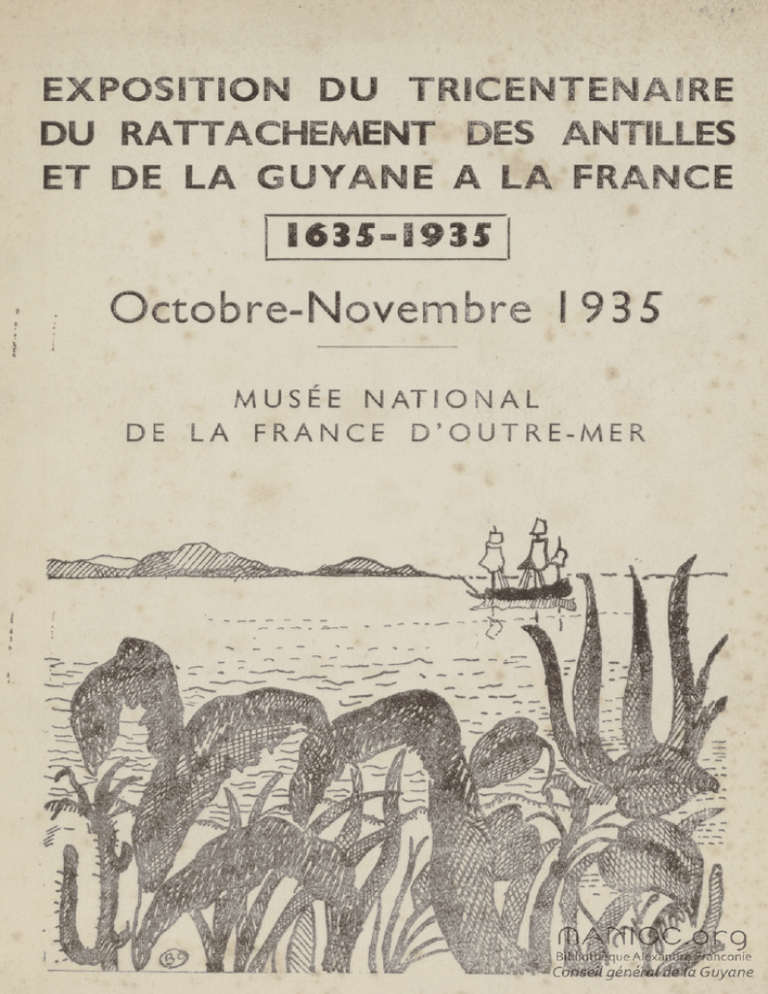 EXPOSITION DU TRICENTENAIRE
DU RATTACHEMENT DES ANTILLES
ET DE LA GUYANE A LA FRANCE
1635-1935
Octobre-Novembre 1935
MUSÉE NATIONAL
DE LA FRANCE D'OUTRE-MER
MANIOC.org
Bibliothèque Alexandre Franconie
Conseil général de la Guyane